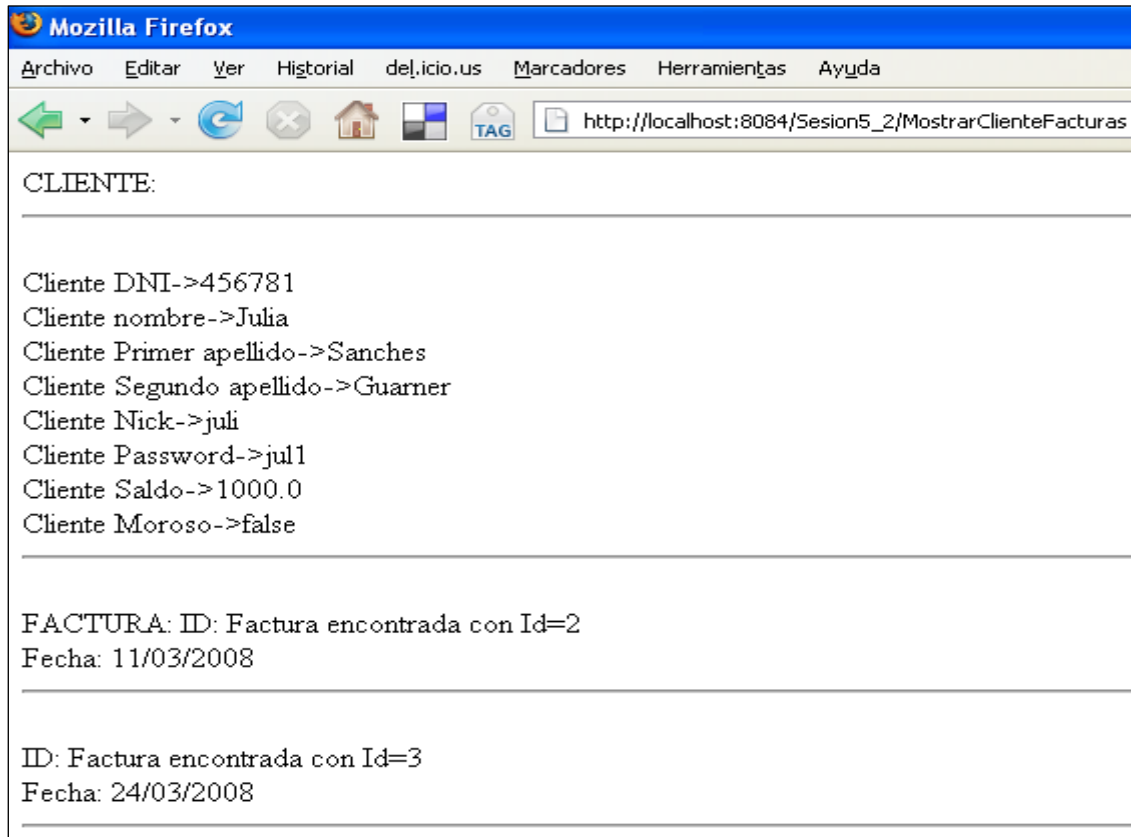 Mozilla Firefox
Archivo Editar Ver Historial del.icio.us Marcadores Herramientas Ayuda
TAG http://localhost:8084/Sesion5_2/MostrarClienteFacturas
CLIENTE:
Cliente DNI->456781
Cliente nombre->Julia
Cliente Primer apellido->Sanches
Cliente Segundo apellido->Guarner
Cliente Nick->juli
Cliente Password->jul1
Cliente Saldo->1000.0
Cliente Moroso->false
FACTURA: ID: Factura encontrada con Id=2
Fecha: 11/03/2008
ID: Factura encontrada con Id=3
Fecha: 24/03/2008